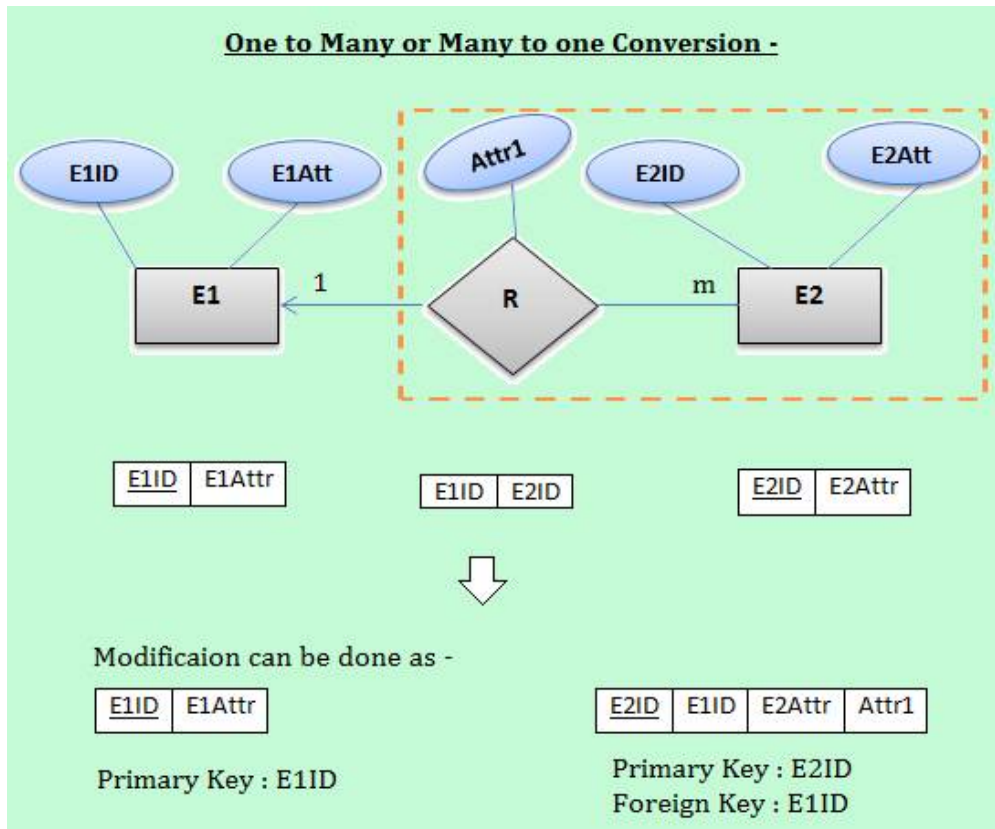 One to Many or Many to one Conversion -
E1ID
E1Att
Attr1
E2ID
E2Att
E1
1
R
m
E2
E1ID E1Attr
E1ID E2ID
E2ID E2Attr
Modificaion can be done as -
E1ID E1Attr
E2ID E1ID E2Attr Attr1
Primary Key : E1ID
Primary Key : E2ID
Foreign Key : E1ID